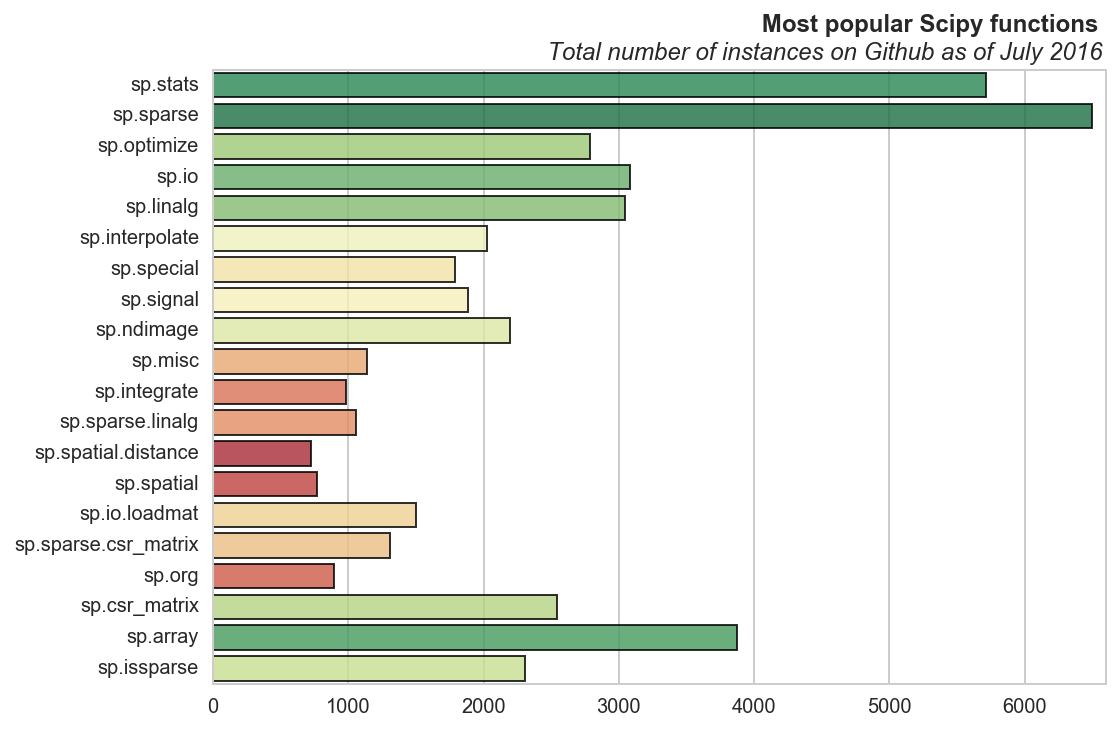 Most popular Scipy functions
Total number of instances on Github as of July 2016
sp.stats
sp.sparse
sp.optimize
sp.io
sp.linalg
sp.interpolate
sp.special
sp.signal
sp.ndimage
sp.misc
sp.integrate
sp.sparse.linalg
sp.spatial.distance
sp.spatial
sp.io.loadmat
sp.sparse.csr_matrix
sp.org
sp.csr_matrix
sp.array
sp.issparse
0 1000 2000 3000 4000 5000 6000